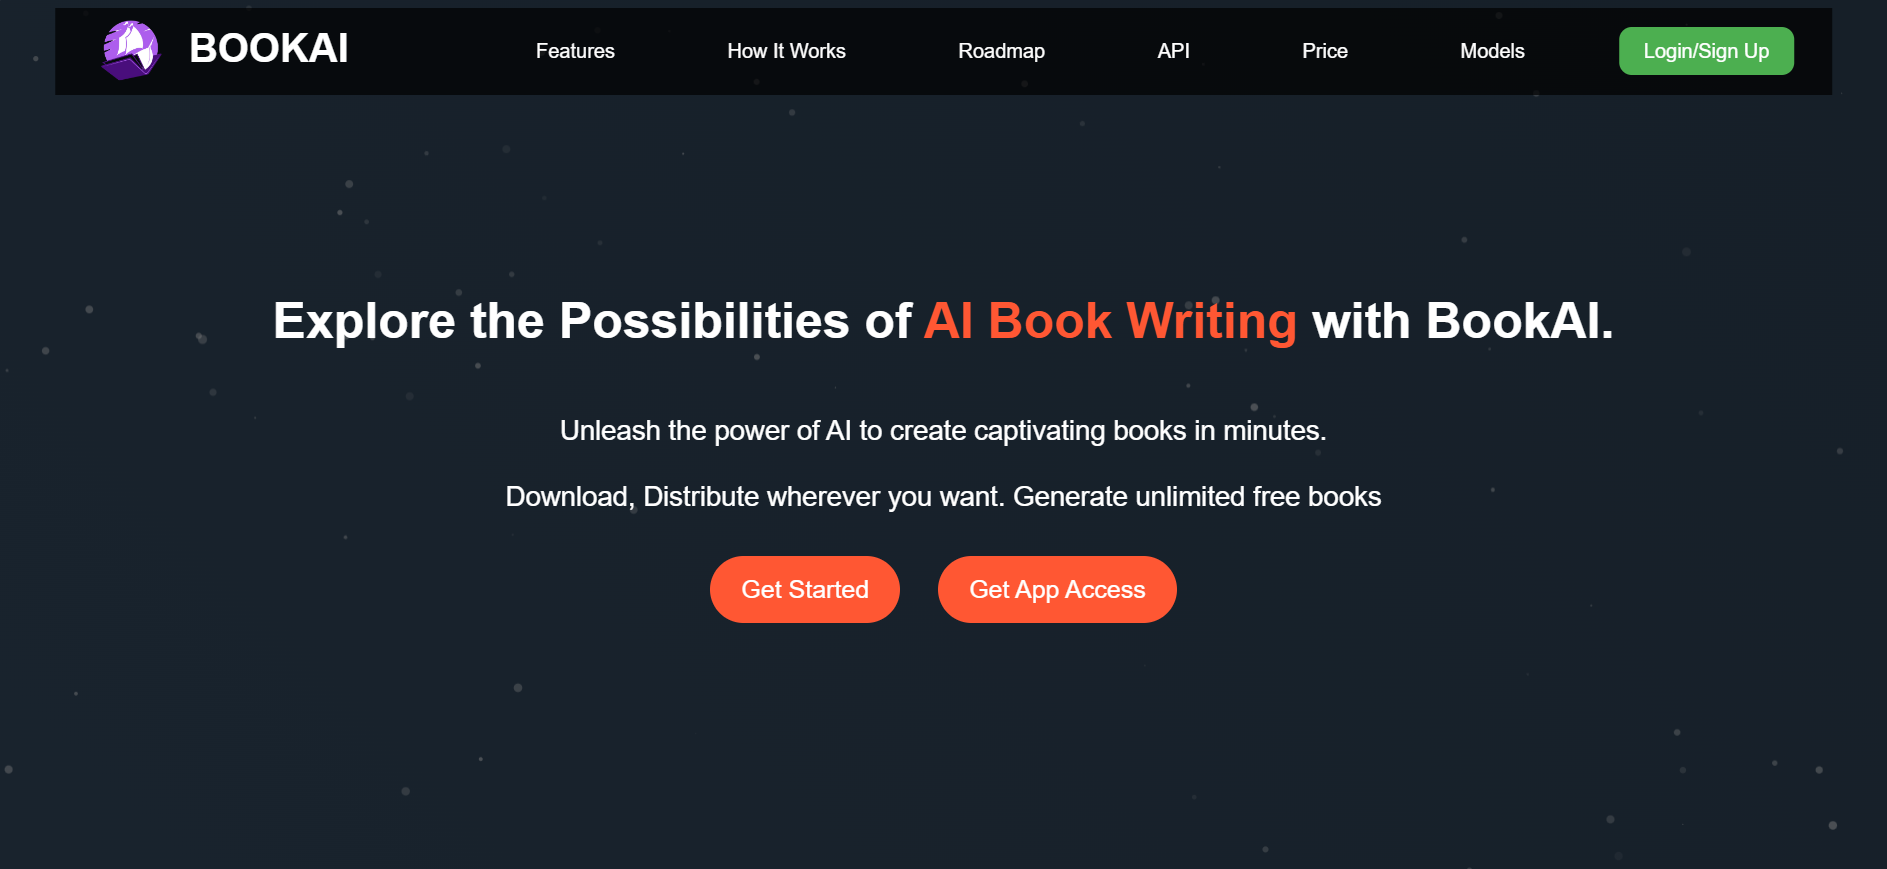 BOOKAI
Features
How It Works
Roadmap
API
Price
Models
Login/Sign Up
Explore the Possibilities of AI Book Writing with BookAI.
Unleash the power of AI to create captivating books in minutes.
Download, Distribute wherever you want. Generate unlimited free books
Get Started
Get App Access